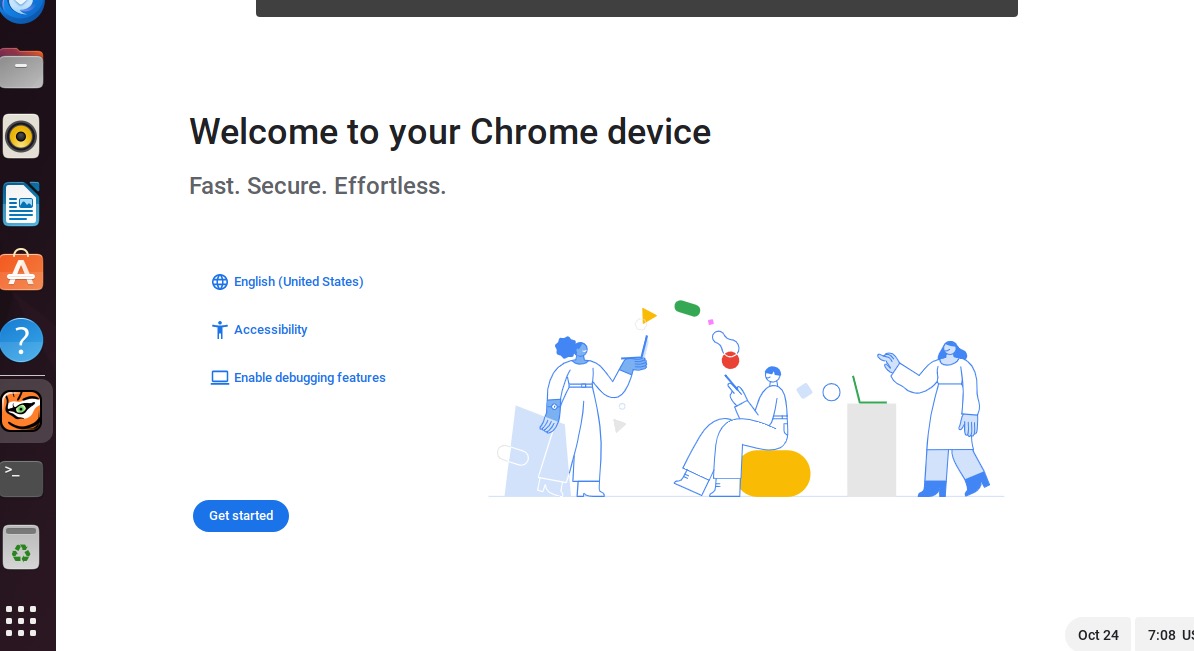 Welcome to your Chrome device
Fast. Secure. Effortless.
English (United States)
Accessibility
Enable debugging features
>_
Get started
Oct 24
7:08 US